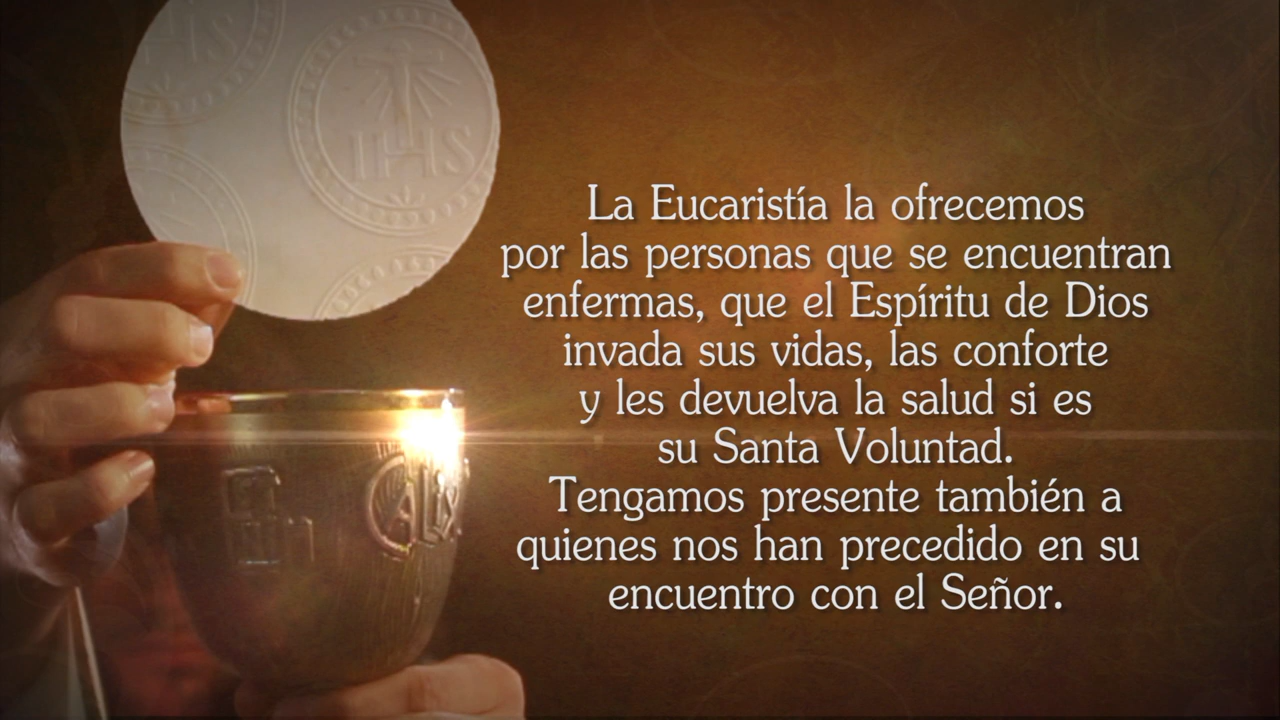 IHS
La Eucaristía la ofrecemos
por las personas que se encuentran
enfermas, que el Espíritu de Dios
invada sus vidas, las conforte
y les devuelva la salud si es
su Santa Voluntad.
Tengamos presente también a
quienes nos han precedido en su
encuentro con el Señor.